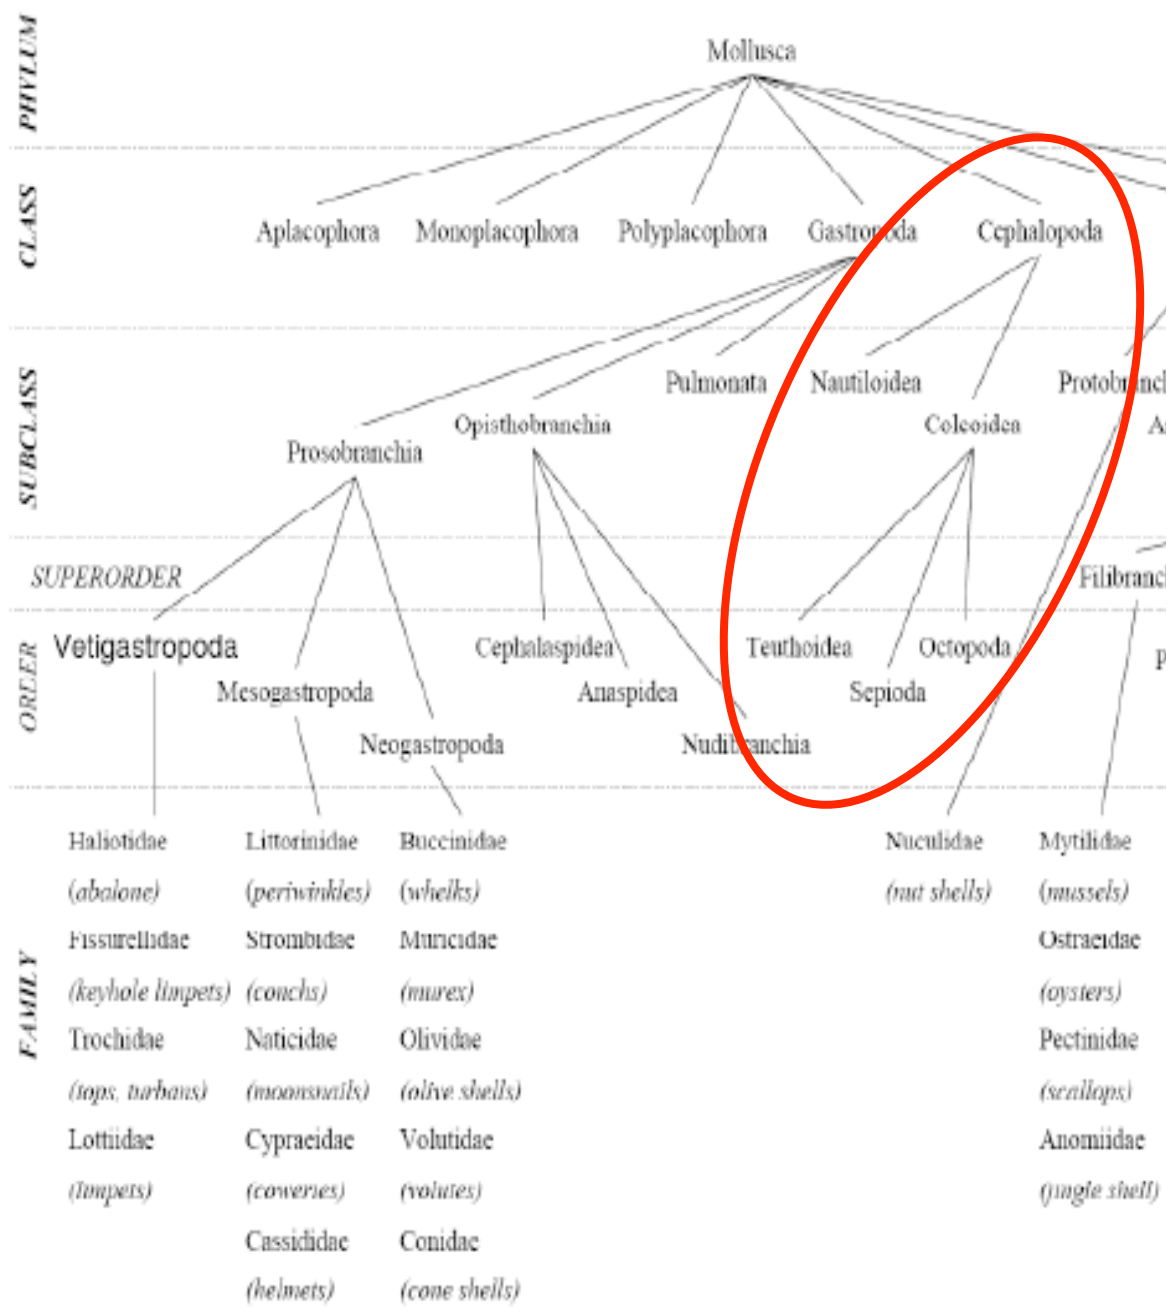 PHYLUM
Mollusca
CLASS
Aplacophora Monoplacophora Polyplacophora Gastropoda Cephalopoda
SUBCLASS
Pulmonata Nautiloidea Protobranch
Opisthobranchia Coleoidea
Prosobranchia
SUPERORDER
Filibranch
ORDER
Vetigastropoda Cephalaspidea Teuthoidea Octopoda
Mesogastropoda Anaspidea Sepioda
Neogastropoda Nudibranchia
FAMILY
Haliotidae Littorinidae Buccinidae Nuculidae Mytilidae
(abalone) (periwinkles) (whelks) (nut shells) (mussels)
Fissurellidae Strombidae Muricidae Ostraeidae
(keyhole limpets) (conchs) (murex) (oysters)
Trochidae Naticidae Olividae Pectinidae
(tops, turbans) (moonsnails) (olive shells) (scallops)
Lottiidae Cypraeidae Volutidae Anomiidae
(limpets) (coweries) (volutes) (jingle shell)
Cassididae Conidae
(helmets) (cone shells)